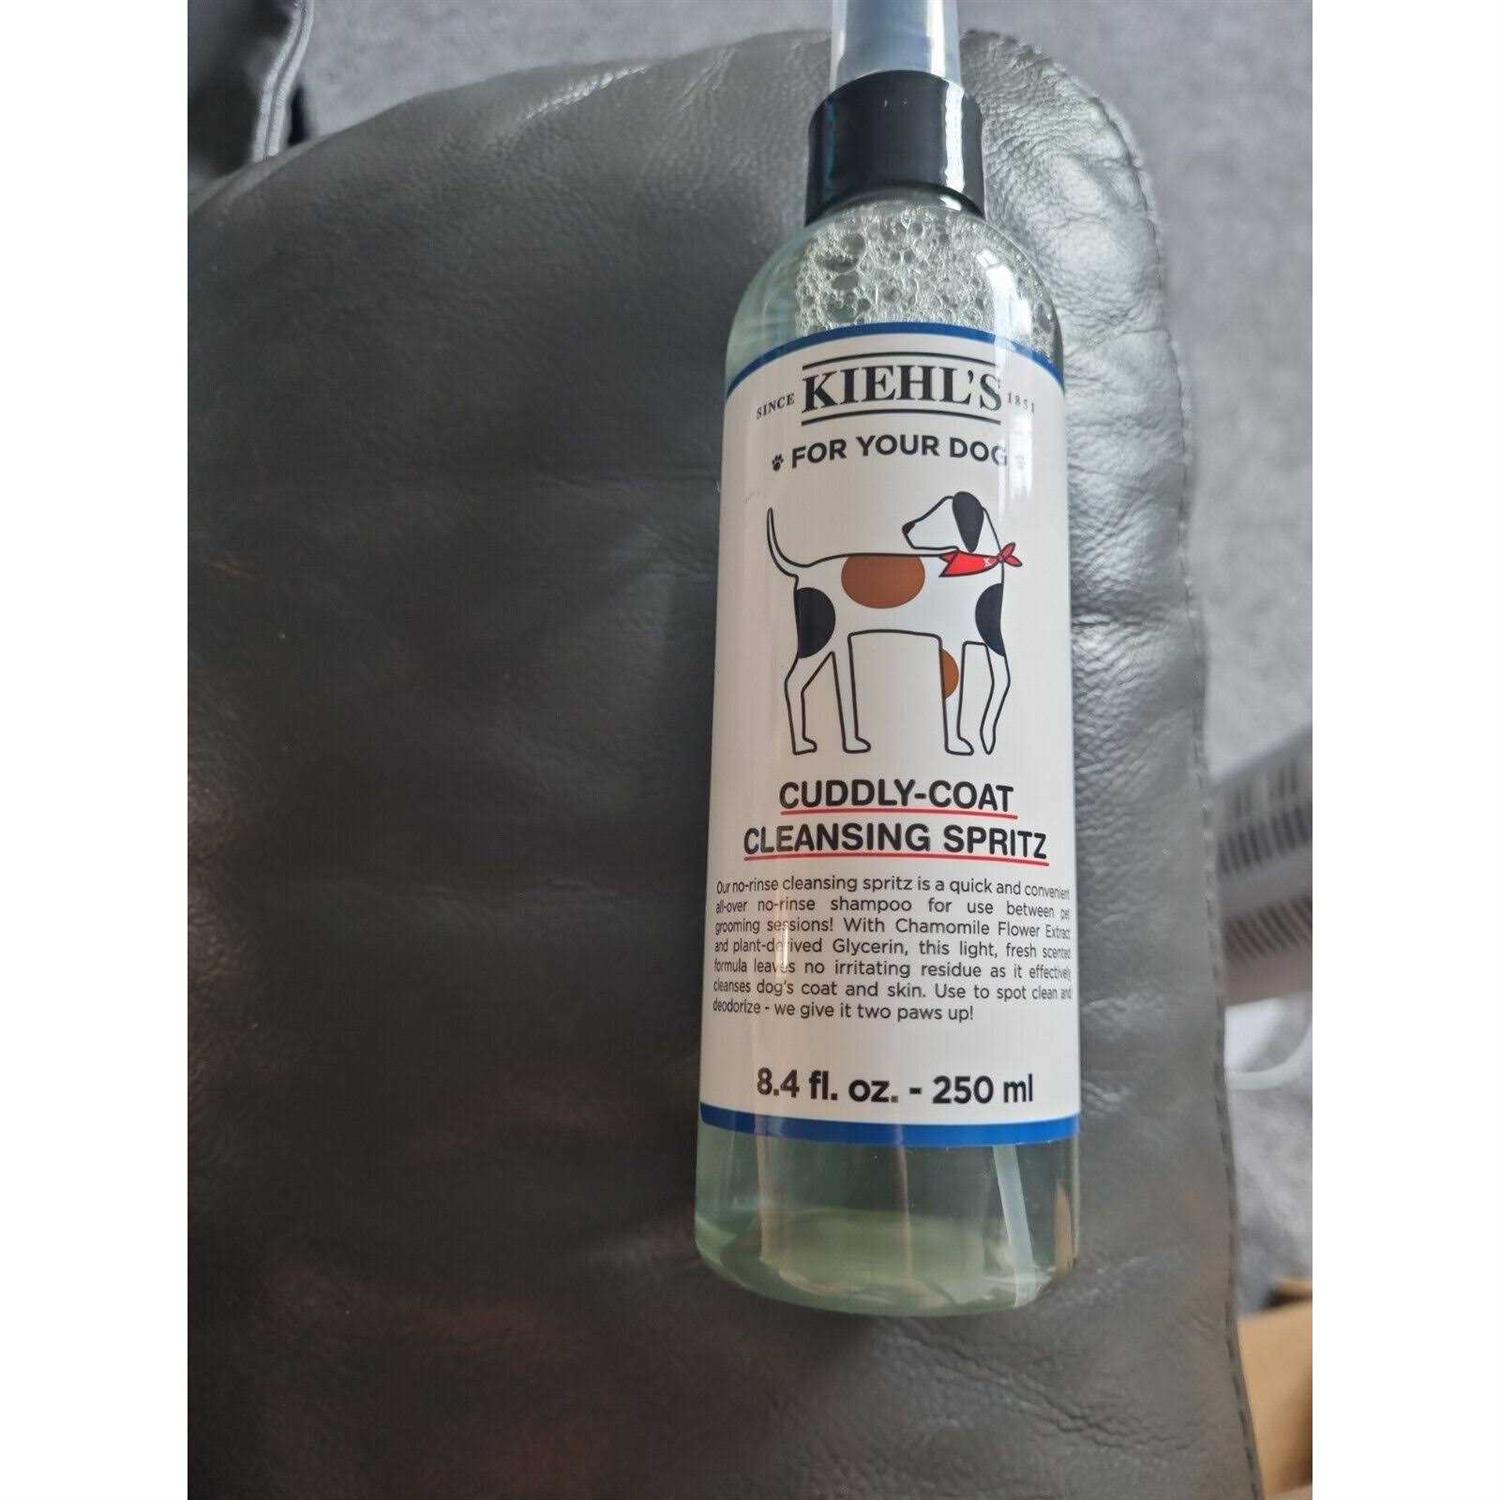 SINCE KIEHL'S 1851
FOR YOUR DOG
CUDDLY-COAT
CLEANSING SPRITZ
Our no-rinse cleansing spritz is a quick and convenient
all-over no-rinse shampoo for use between pet
grooming sessions! With Chamomile Flower Extract
and plant-derived Glycerin, this light, fresh scented
formula leaves no irritating residue as it effectively
cleanses dog's coat and skin. Use to spot clean and
deodorize - we give it two paws up!
8.4 fl. oz. - 250 ml